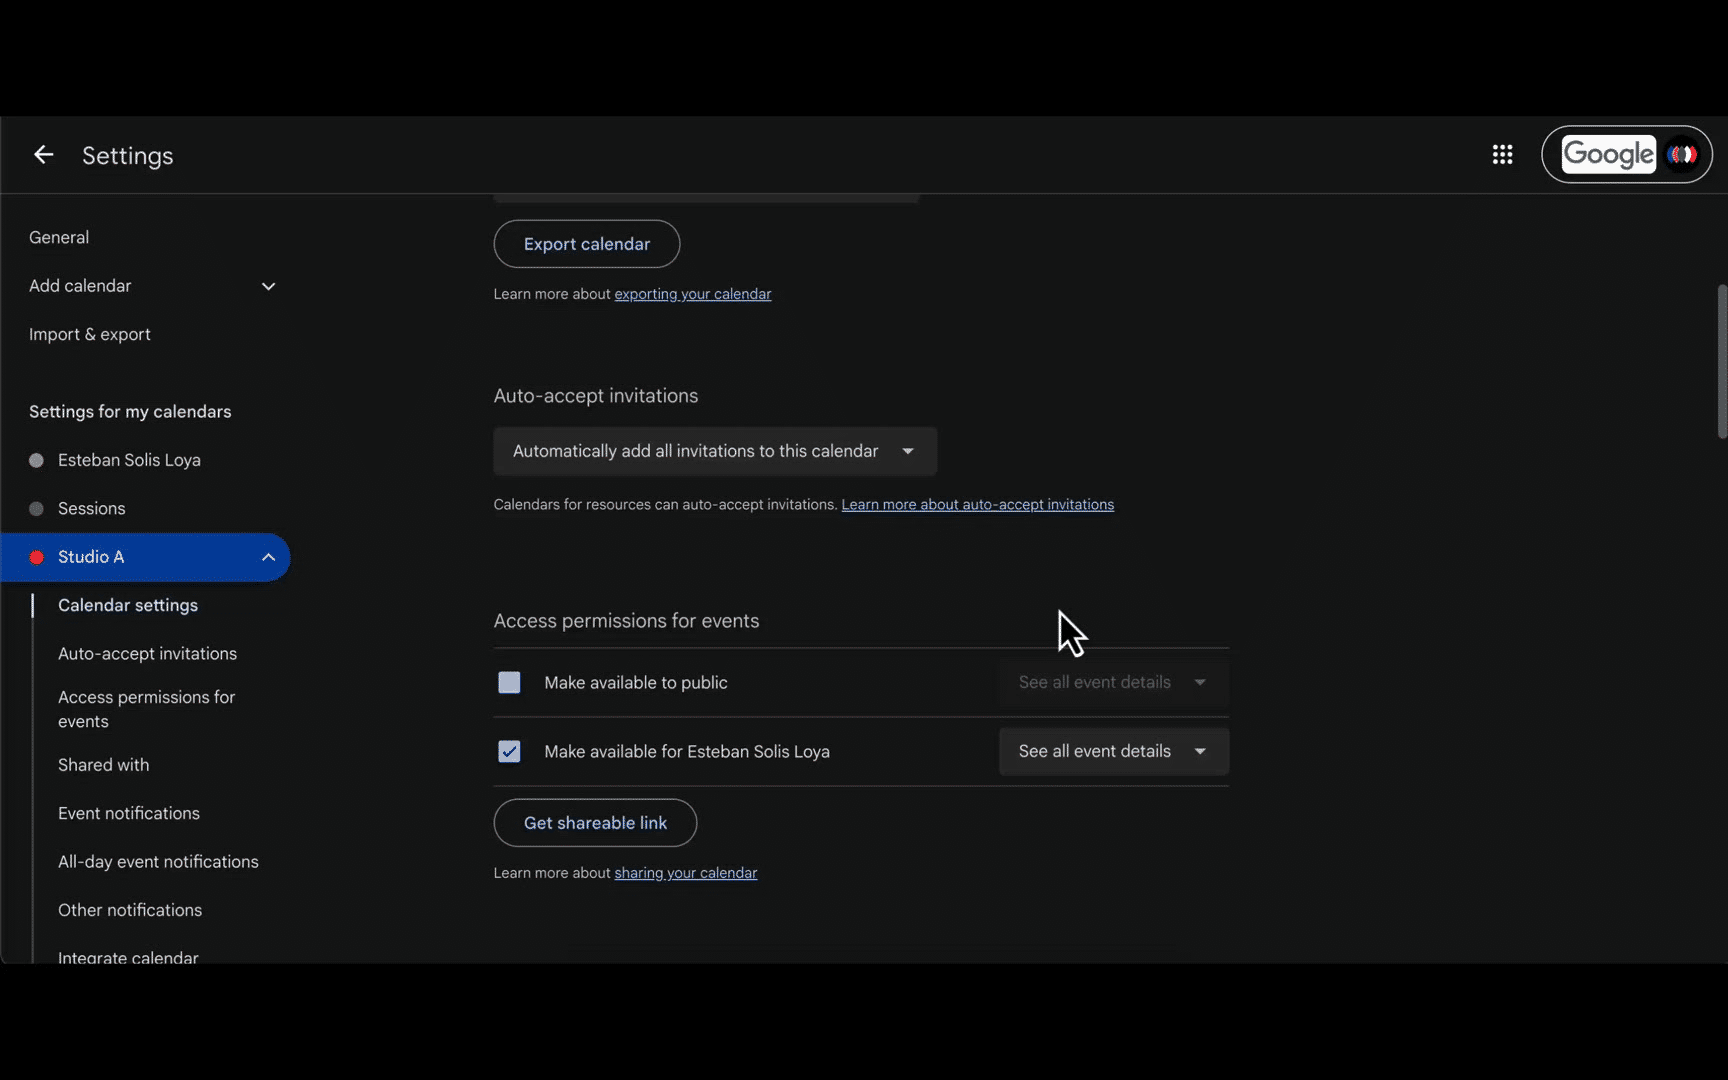 Settings
Google
General
Add calendar
Import & export
Settings for my calendars
Esteban Solis Loya
Sessions
Studio A
Calendar settings
Auto-accept invitations
Access permissions for
events
Shared with
Event notifications
All-day event notifications
Other notifications
Integrate calendar
Export calendar
Learn more about exporting your calendar
Auto-accept invitations
Automatically add all invitations to this calendar
Calendars for resources can auto-accept invitations. Learn more about auto-accept invitations
Access permissions for events
Make available to public
See all event details
Make available for Esteban Solis Loya
See all event details
Get shareable link
Learn more about sharing your calendar